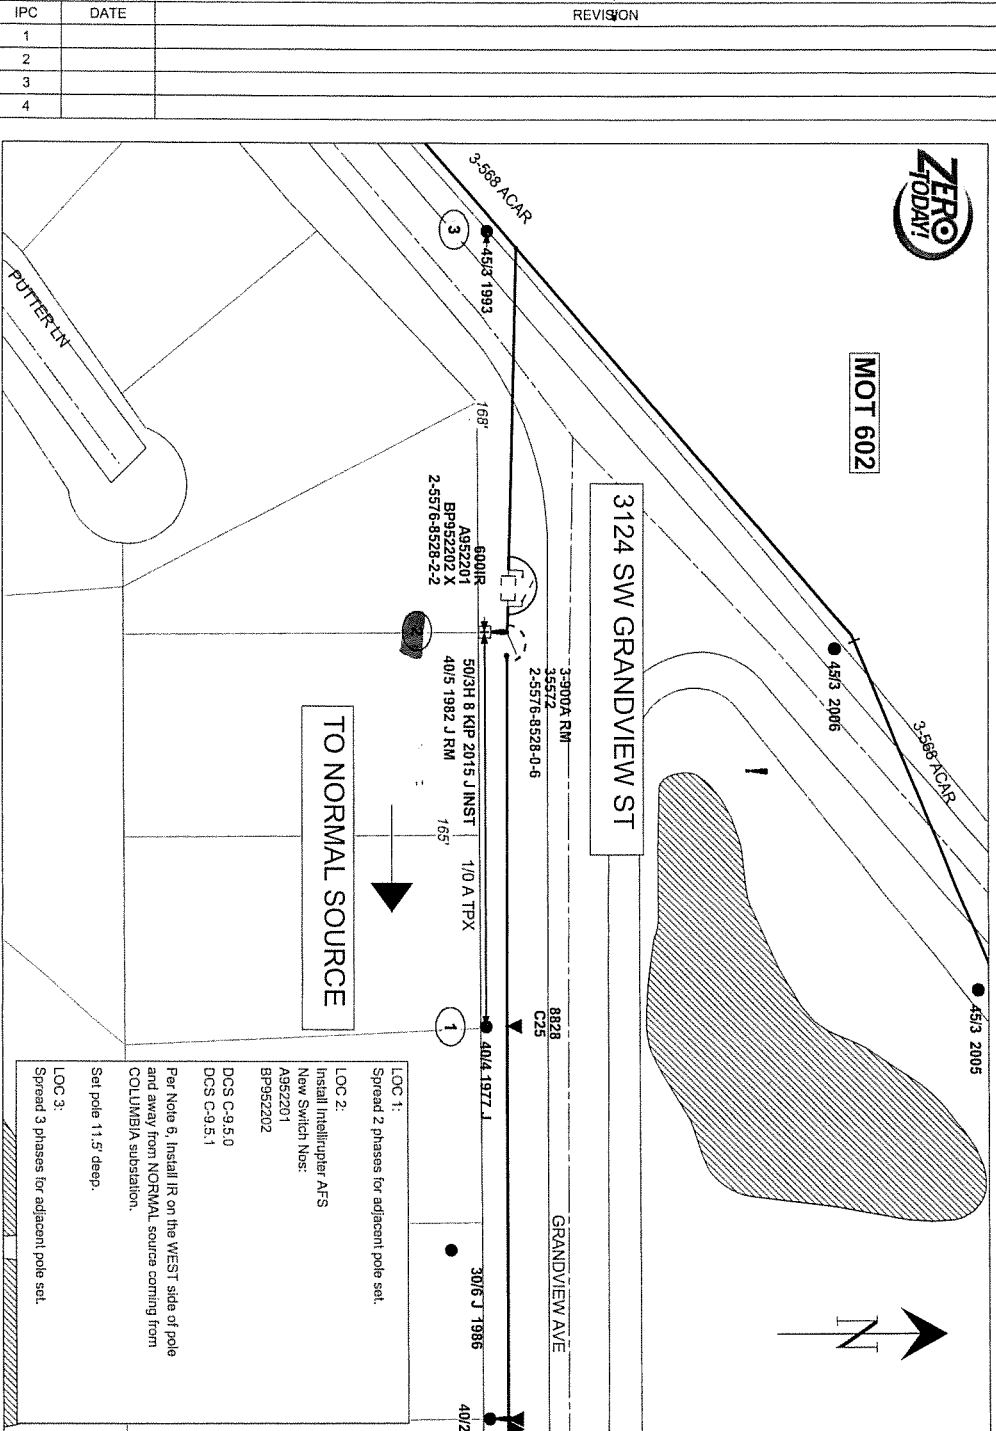 IPC DATE REVISION
1
2
3
4
ZERO
TODAY!
MOT 602
3-568 ACAR
3
45/3 1993
PUTTER LN
168'
600IR
A952201
BP952202 X
2-5576-8528-2-2
2
3124 SW GRANDVIEW ST
3-900A RM
35572
2-5576-8528-0-6
50/3H 8 KIP 2015 J INST
40/5 1982 J RM
165'
1/0 A TPX
TO NORMAL SOURCE
45/3 2006
3-568 ACAR
45/3 2005
8828
C25
1
40/4 1977 J
GRANDVIEW AVE
30/6 J 1986
40/2
N
LOC 1:
Spread 2 phases for adjacent pole set.
LOC 2:
Install Intellirupter AFS
New Switch Nos:
A952201
BP952202
DCS C-9.5.0
DCS C-9.5.1
Per Note 6, Install IR on the WEST side of pole
and away from NORMAL source coming from
COLUMBIA substation.
Set pole 11.5' deep.
LOC 3:
Spread 3 phases for adjacent pole set.